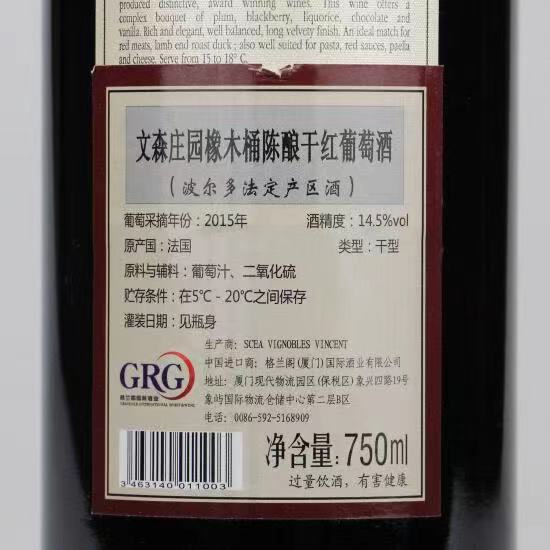 produced distinctive, award winning wines. This wine offers a
complex bouquet of plum, blackberry, liquorice, chocolate and
vanilla. Rich and elegant, well balanced, long velvety finish. An ideal match for
red meats, lamb end roast duck ; also well suited for pasta, red sauces, paella
and cheese. Serve from 15 to 18° C.
文森庄园橡木桶陈酿干红葡萄酒
（波尔多法定产区酒）
葡萄采摘年份：2015年 酒精度：14.5%vol
原产国：法国 类型：干型
原料与辅料：葡萄汁、二氧化硫
贮存条件：在5℃－20℃之间保存
灌装日期：见瓶身
生产商：SCEA VIGNOBLES VINCENT
中国进口商：格兰阁(厦门)国际酒业有限公司
地址：厦门现代物流园区(保税区)象兴四路19号
象屿国际物流仓储中心第二层B区
电话：0086-592-5168909
GRG
格兰阁国际酒业
净含量:750ml
过量饮酒，有害健康
3 463140 011003